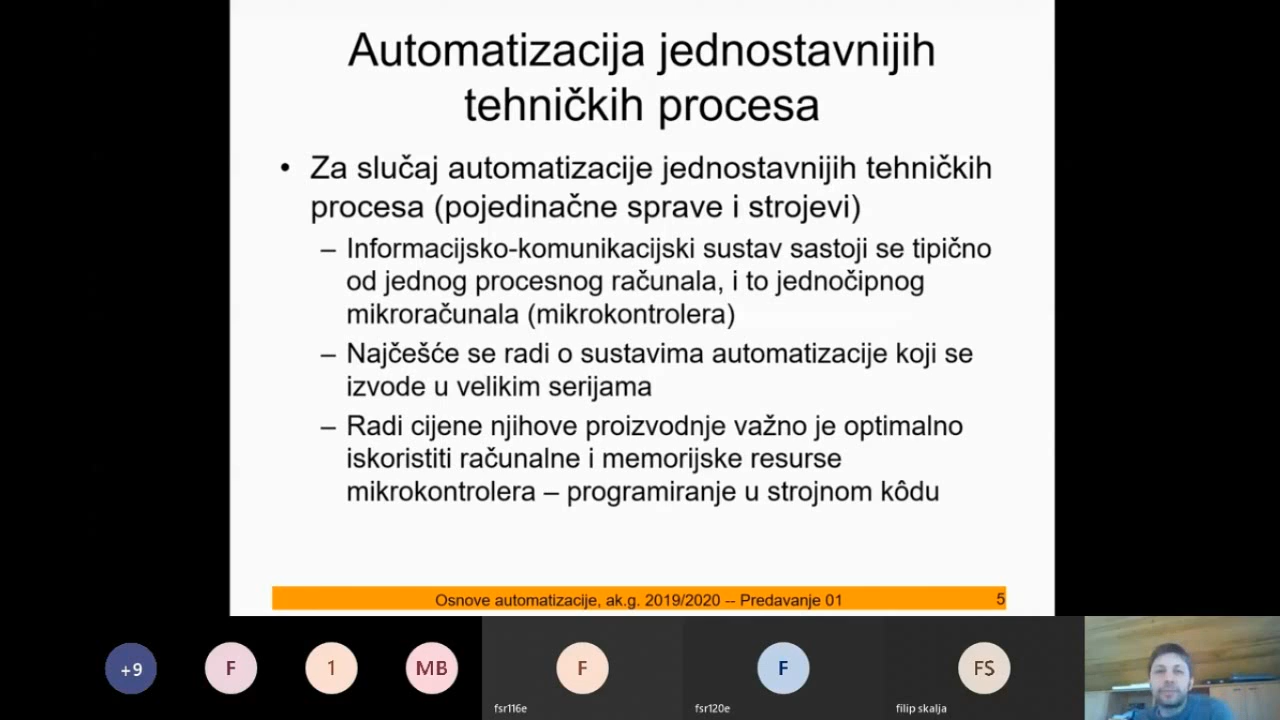 Automatizacija jednostavnijih
tehničkih procesa
• Za slučaj automatizacije jednostavnijih tehničkih
procesa (pojedinačne sprave i strojevi)
– Informacijsko-komunikacijski sustav sastoji se tipično
od jednog procesnog računala, i to jednočipnog
mikroračunala (mikrokontrolera)
– Najčešće se radi o sustavima automatizacije koji se
izvode u velikim serijama
– Radi cijene njihove proizvodnje važno je optimalno
iskoristiti računalne i memorijske resurse
mikrokontrolera – programiranje u strojnom kôdu
Osnove automatizacije, ak.g. 2019/2020 -- Predavanje 01 5
+9 F 1 MB F F FS
fsr116e fsr120e filip skalja